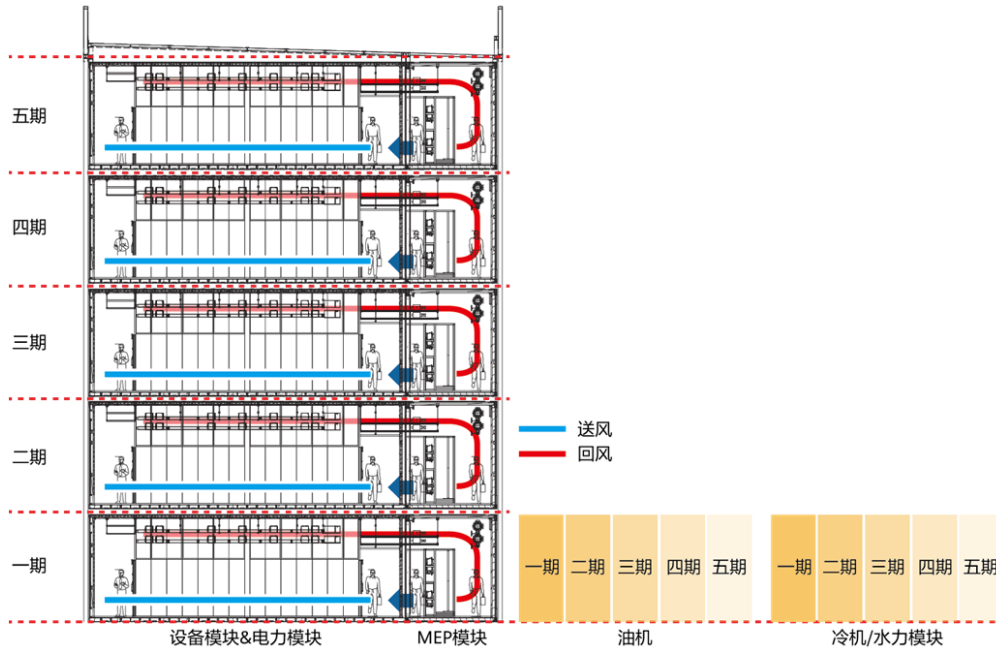 五期
四期
三期
二期
一期
送风
回风
一期 二期 三期 四期 五期
一期 二期 三期 四期 五期
设备模块&电力模块
MEP模块
油机
冷机/水力模块